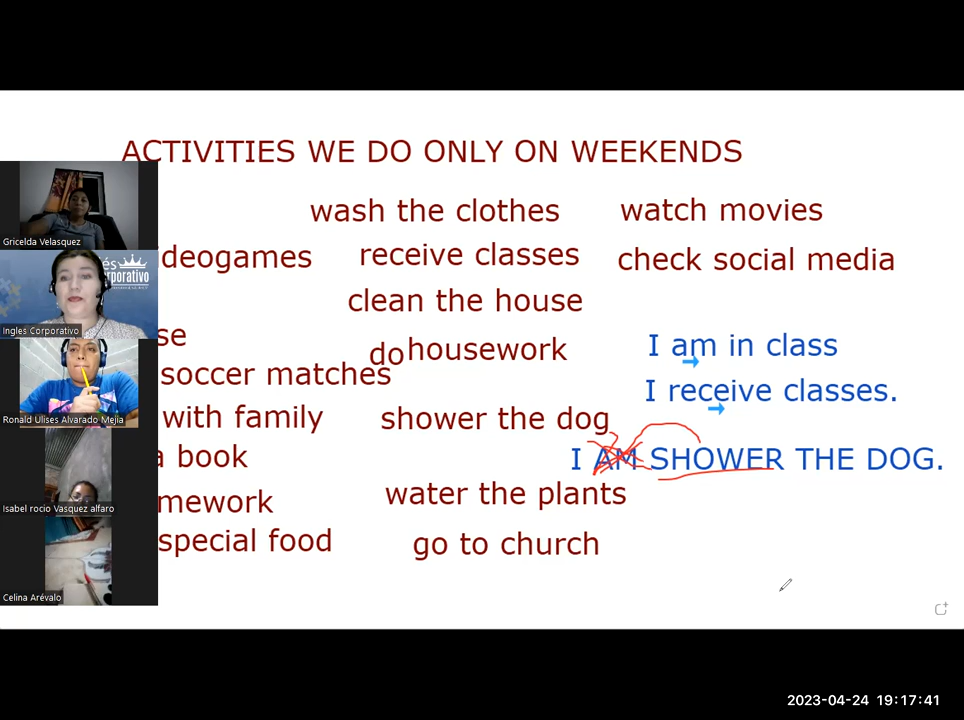 ACTIVITIES WE DO ONLY ON WEEKENDS
wash the clothes
watch movies
deogames
receive classes
check social media
clean the house
se
do housework
I am in class
soccer matches
I receive classes.
with family
shower the dog
a book
I AM SHOWER THE DOG.
mework
water the plants
special food
go to church
Gricelda Velasquez
és
rporativo
Ingles Corporativo
Ronald Ulises Alvarado Mejia
Isabel rocio Vasquez alfaro
Celina Arévalo
2023-04-24 19:17:41